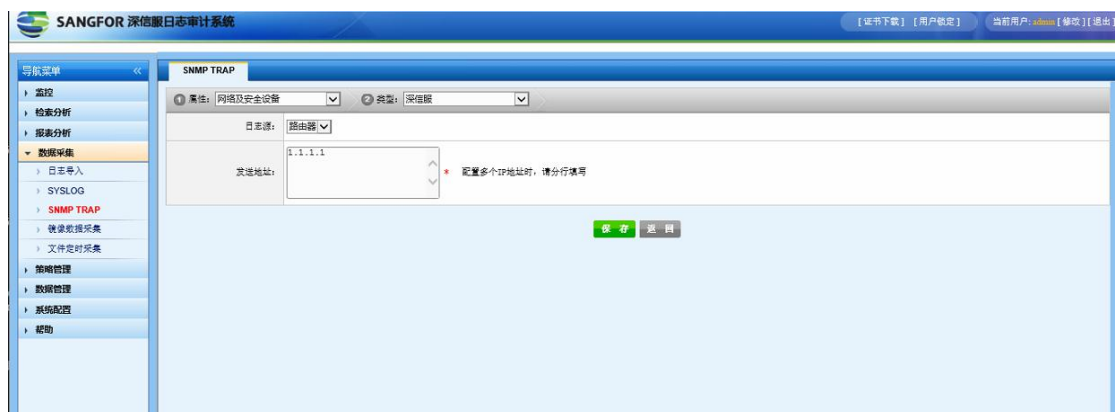 SANGFOR 深信服日志审计系统
[证书下载] [用户锁定] 当前用户:admin [修改] [退出]
导航菜单 «
SNMP TRAP
监控
检索分析
报表分析
数据采集
日志导入
SYSLOG
SNMP TRAP
镜像数据采集
文件定时采集
策略管理
数据管理
系统配置
帮助
1 属性: 网络及安全设备 2 类型: 深信服
日志源: 路由器
发送地址: 1.1.1.1 * 配置多个IP地址时，请分行填写
保存 返回